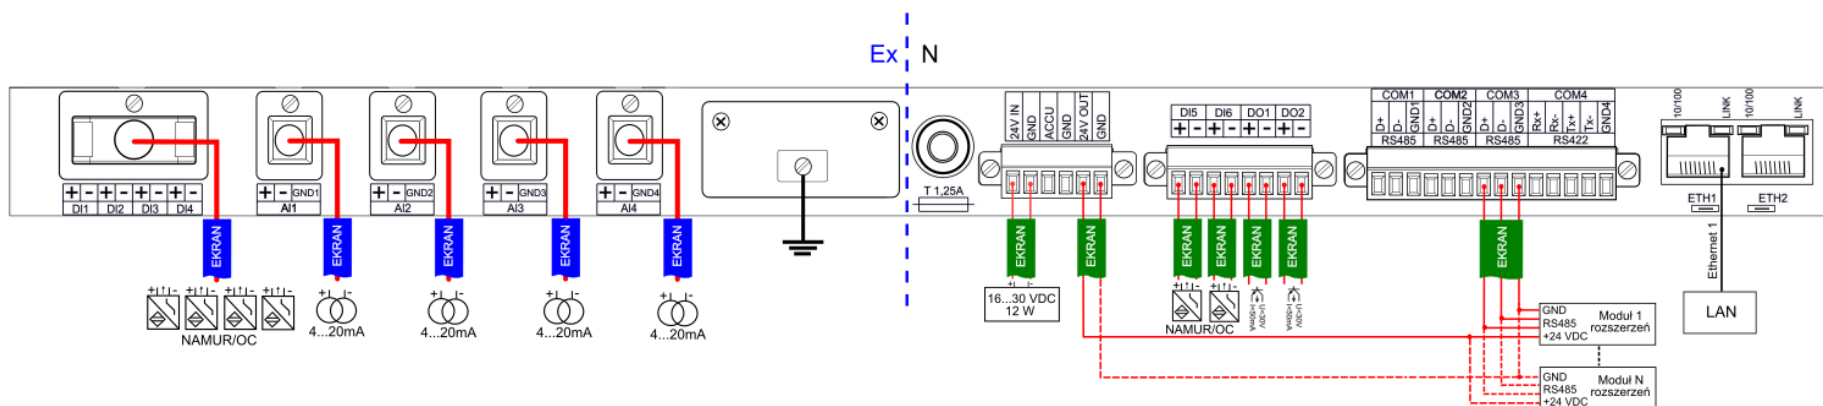 Ex N
+ - + - + - + -
DI1 DI2 DI3 DI4
+ - GND1
AI1
+ - GND2
AI2
+ - GND3
AI3
+ - GND4
AI4
EKRAN
EKRAN
EKRAN
EKRAN
EKRAN
+ -
NAMUR/OC
+ -
4...20mA
+ -
4...20mA
+ -
4...20mA
+ -
4...20mA
T 1,25A
24V IN
GND
ACCU
GND
24V OUT
GND
EKRAN
EKRAN
+ -
16...30 VDC
12 W
DI5 DI6 DO1 DO2
+ - + - + - + -
EKRAN
EKRAN
EKRAN
EKRAN
NAMUR/OC
U<30V
I<50mA
U<30V
I<50mA
COM1 COM2 COM3 COM4
D+
D-
GND1
D+
D-
GND2
D+
D-
GND3
Rx+
Rx-
Tx+
Tx-
GND4
RS485 RS485 RS485 RS422
EKRAN
10/100
LINK
10/100
LINK
ETH1 ETH2
Ethernet 1
LAN
GND
RS485
+24 VDC
Moduł 1
rozszerzeń
GND
RS485
+24 VDC
Moduł N
rozszerzeń